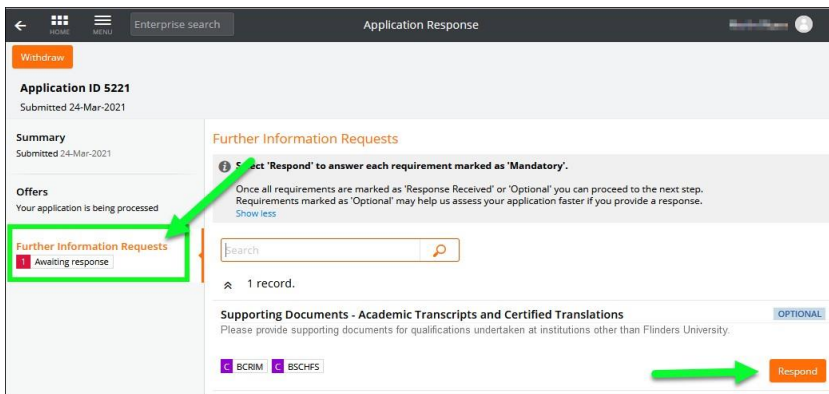 HOME
MENU
Enterprise search
Application Response
Withdraw
Application ID 5221
Submitted 24-Mar-2021
Summary
Submitted 24-Mar-2021
Offers
Your application is being processed
Further Information Requests
1 Awaiting response
Further Information Requests
Select 'Respond' to answer each requirement marked as 'Mandatory'.
Once all requirements are marked as 'Response Received' or 'Optional' you can proceed to the next step.
Requirements marked as 'Optional' may help us assess your application faster if you provide a response.
Show less
Search
1 record.
Supporting Documents - Academic Transcripts and Certified Translations
OPTIONAL
Please provide supporting documents for qualifications undertaken at institutions other than Flinders University.
C BCRIM C BSCHFS
Respond